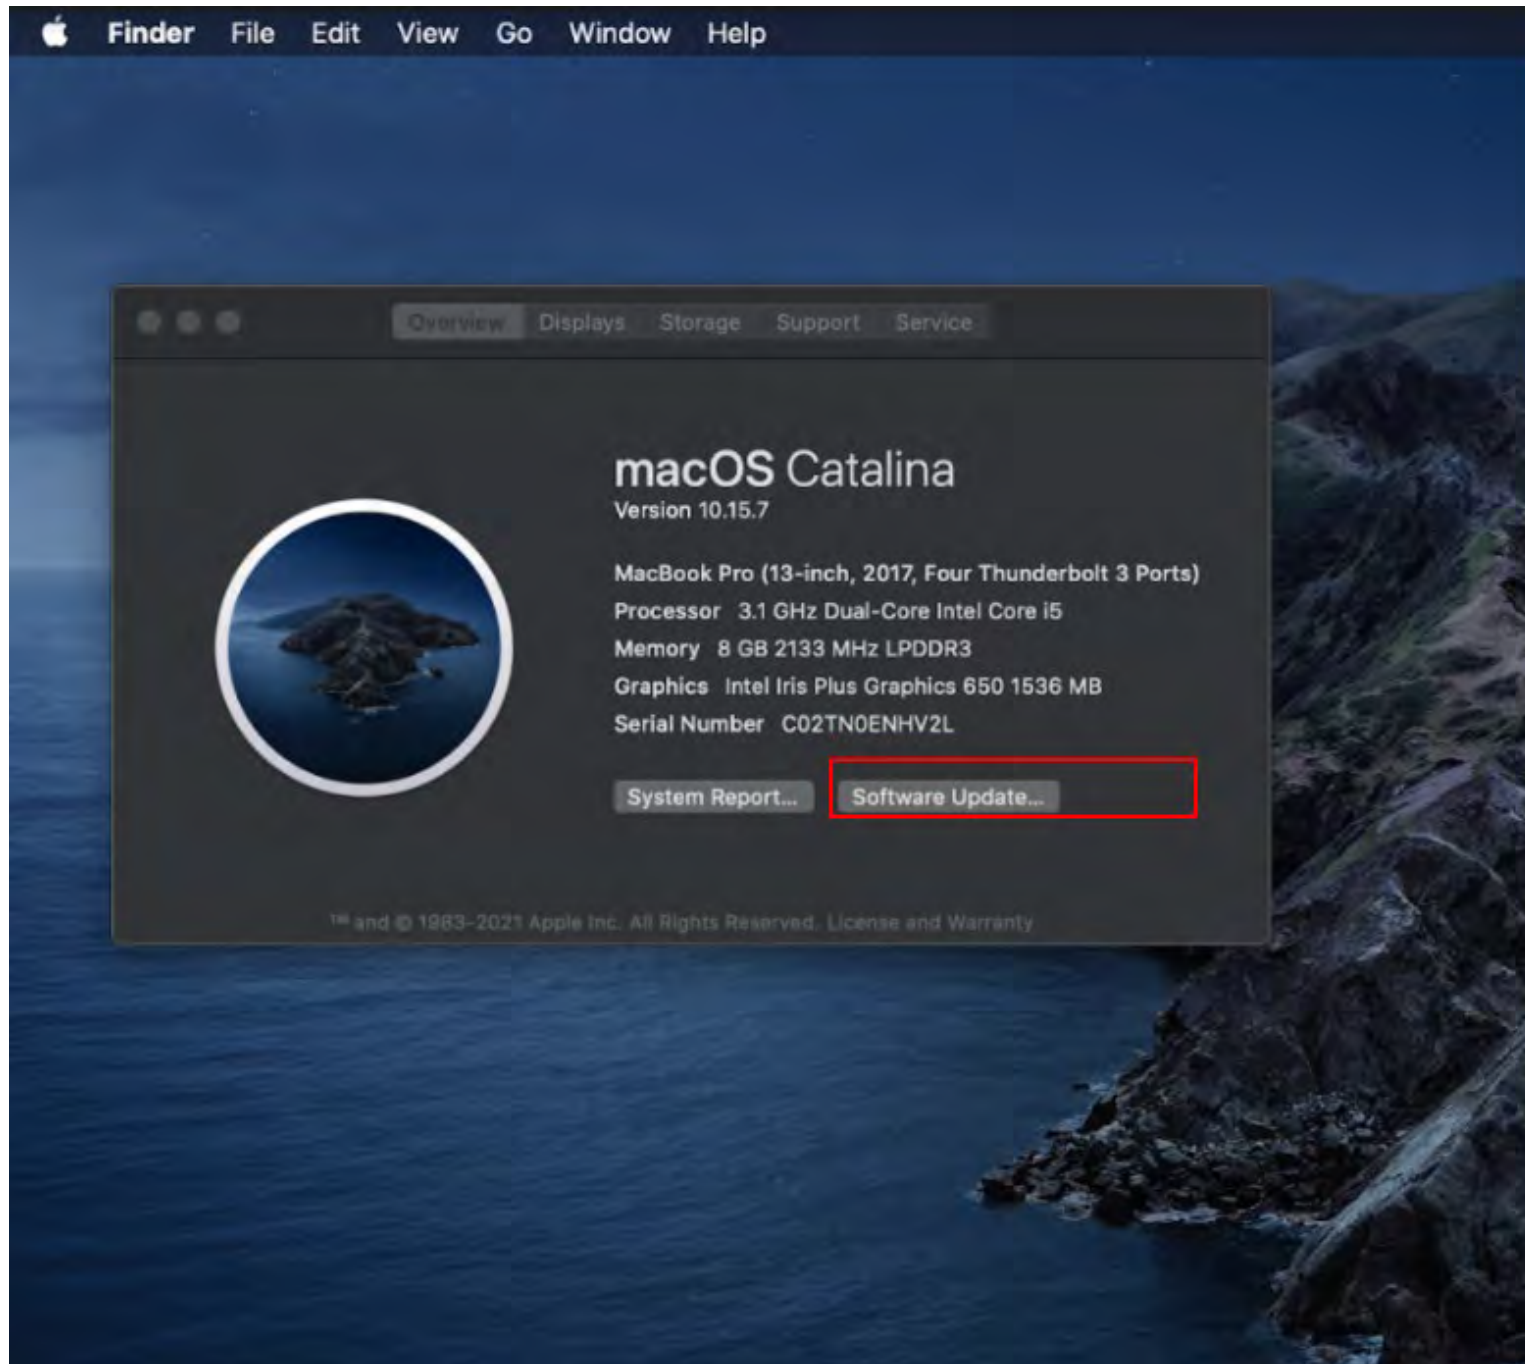 Finder File Edit View Go Window Help
Overview Displays Storage Support Service
macOS Catalina
Version 10.15.7
MacBook Pro (13-inch, 2017, Four Thunderbolt 3 Ports)
Processor 3.1 GHz Dual-Core Intel Core i5
Memory 8 GB 2133 MHz LPDDR3
Graphics Intel Iris Plus Graphics 650 1536 MB
Serial Number C02TN0ENHV2L
System Report... Software Update...
™ and © 1983-2021 Apple Inc. All Rights Reserved. License and Warranty